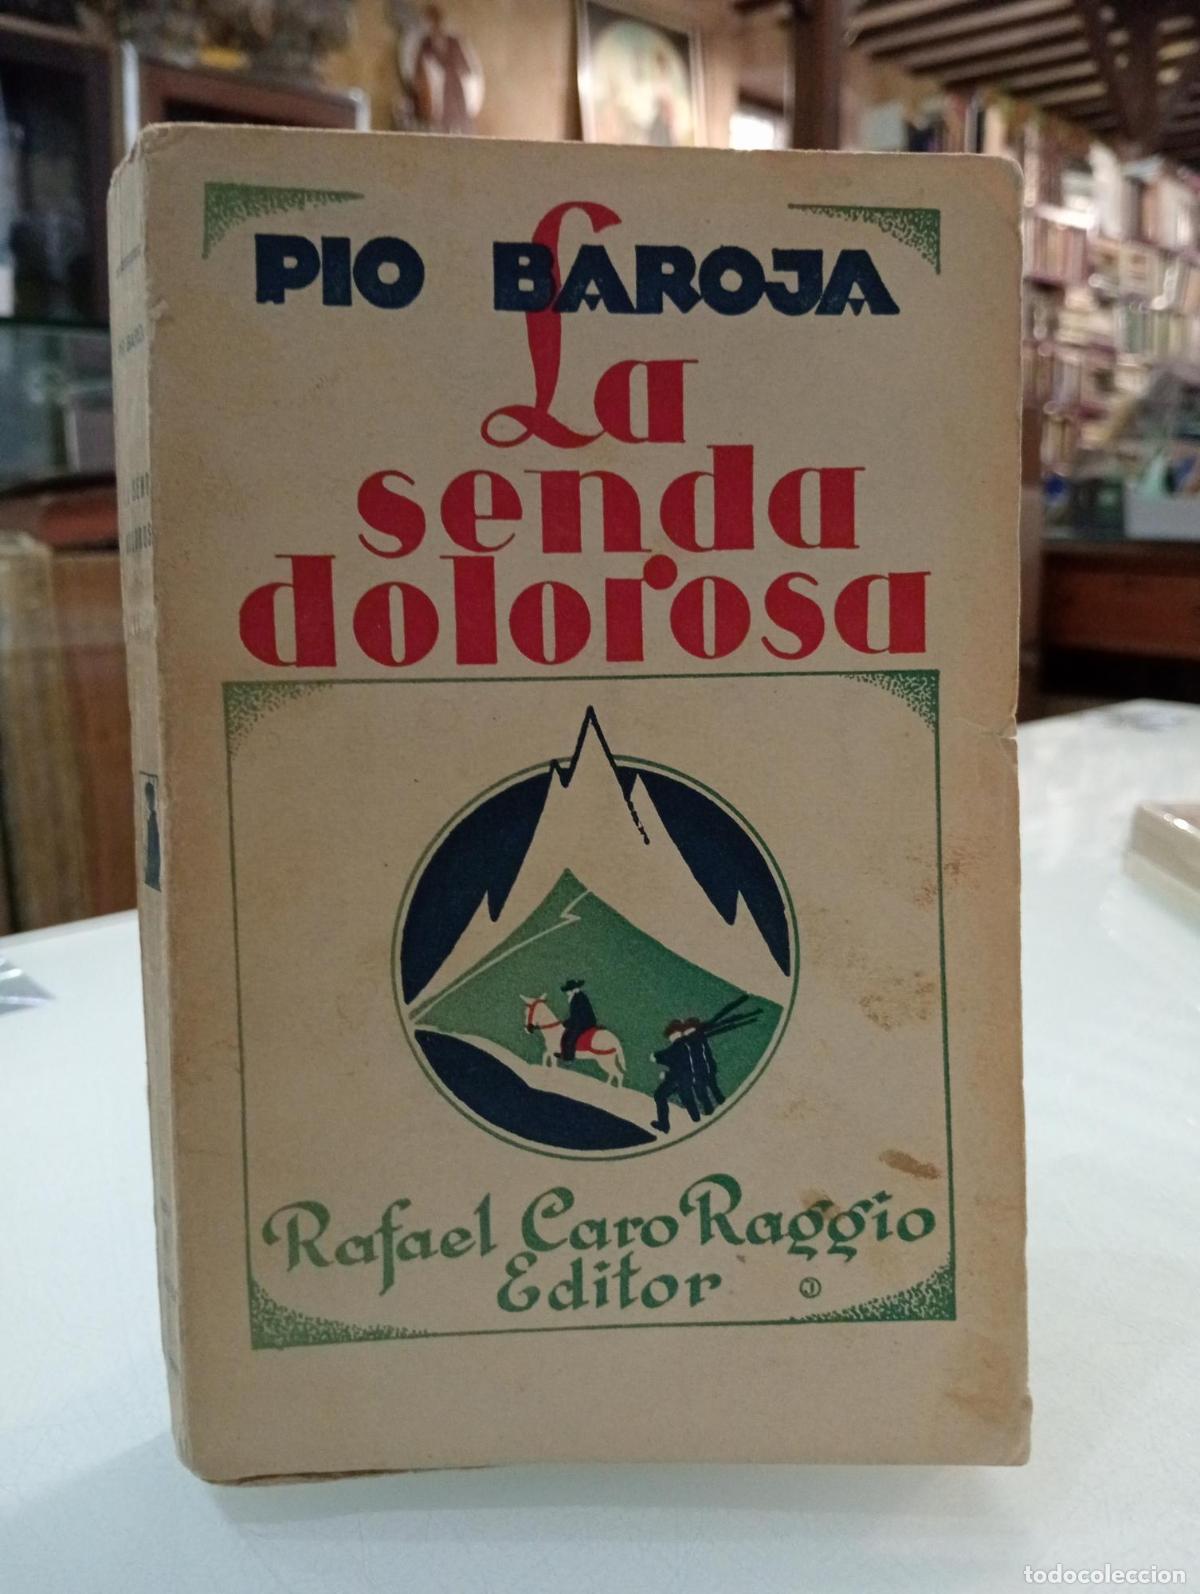 PIO BAROJA
La
senda
dolorosa
Rafael Caro Raggio
Editor
todocoleccion